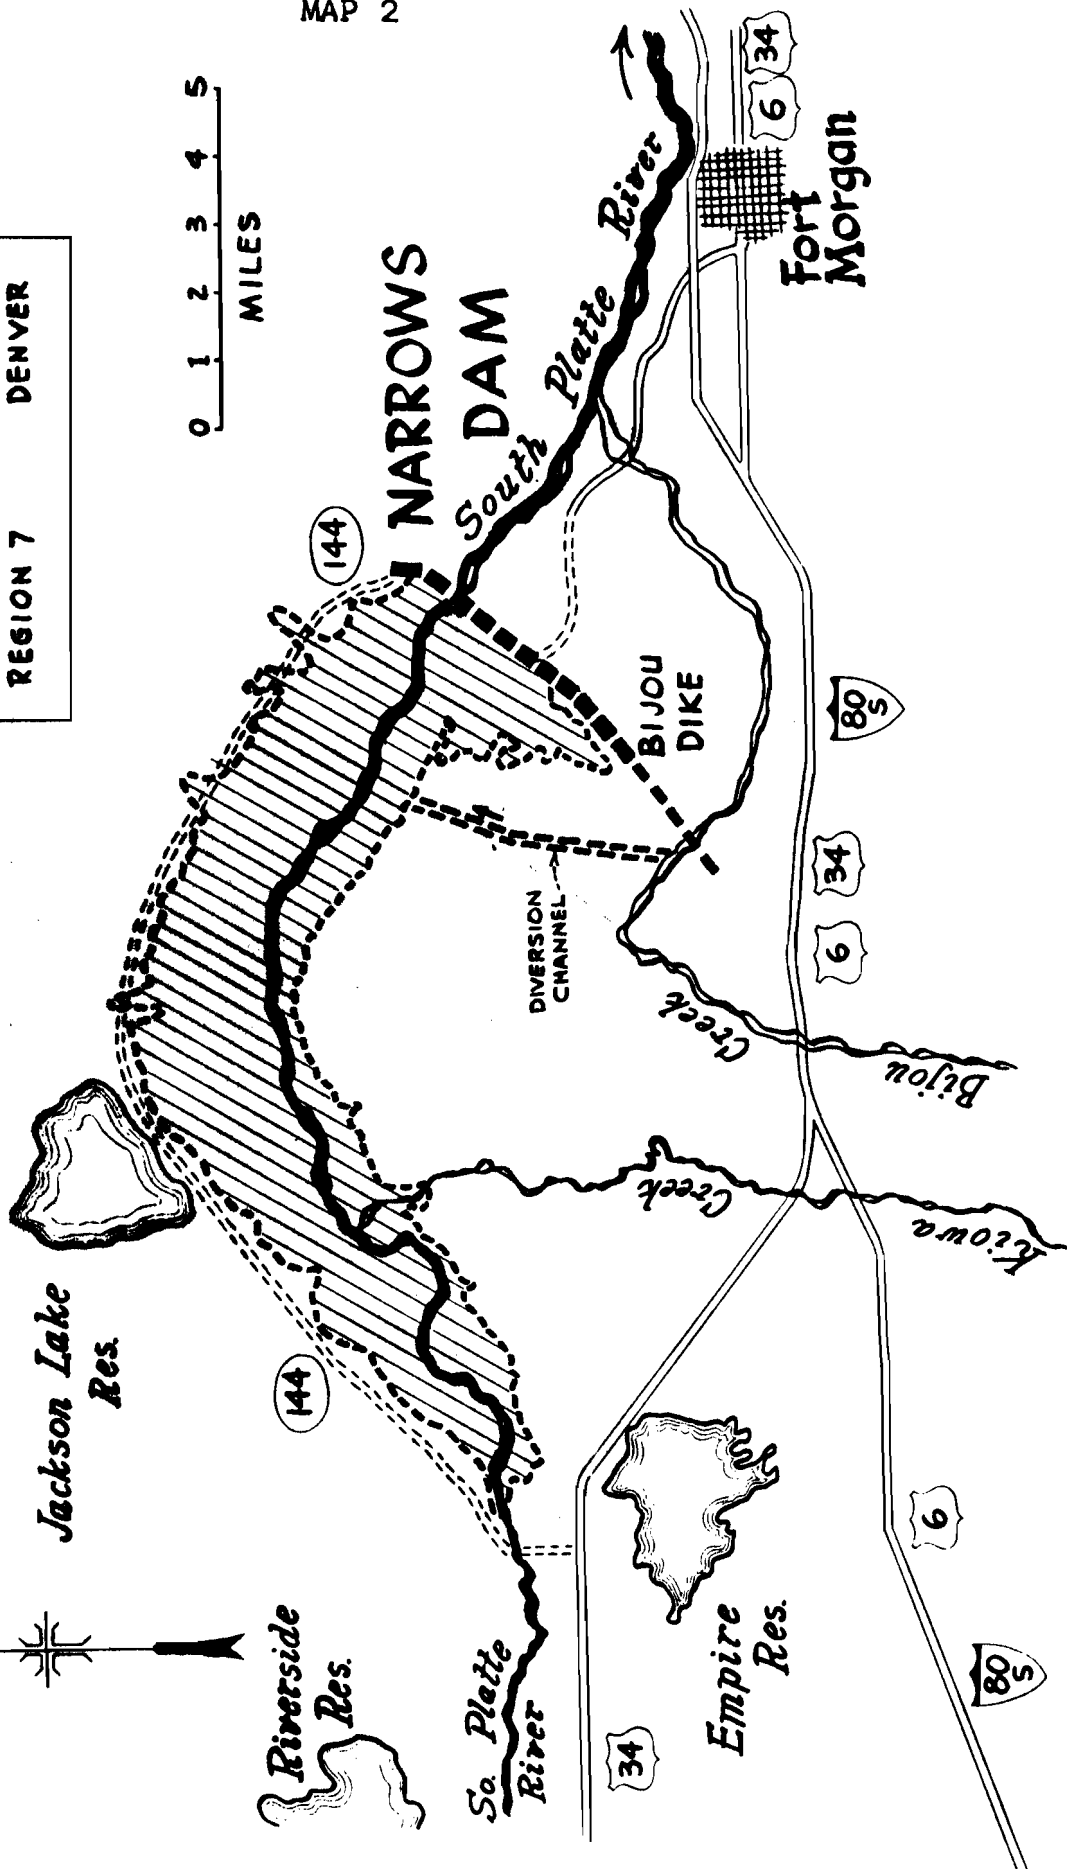 MAP 2
REGION 7 DENVER
0 1 2 3 4 5
MILES
NARROWS
DAM
144
South Platte River
34
6
Fort
Morgan
BIJOU
DIKE
80
S
DIVERSION
CHANNEL
34
6
Bijou Creek
Kiowa Creek
Jackson Lake
Res.
144
Riverside
Res.
So. Platte
River
Empire
Res.
34
6
80
S